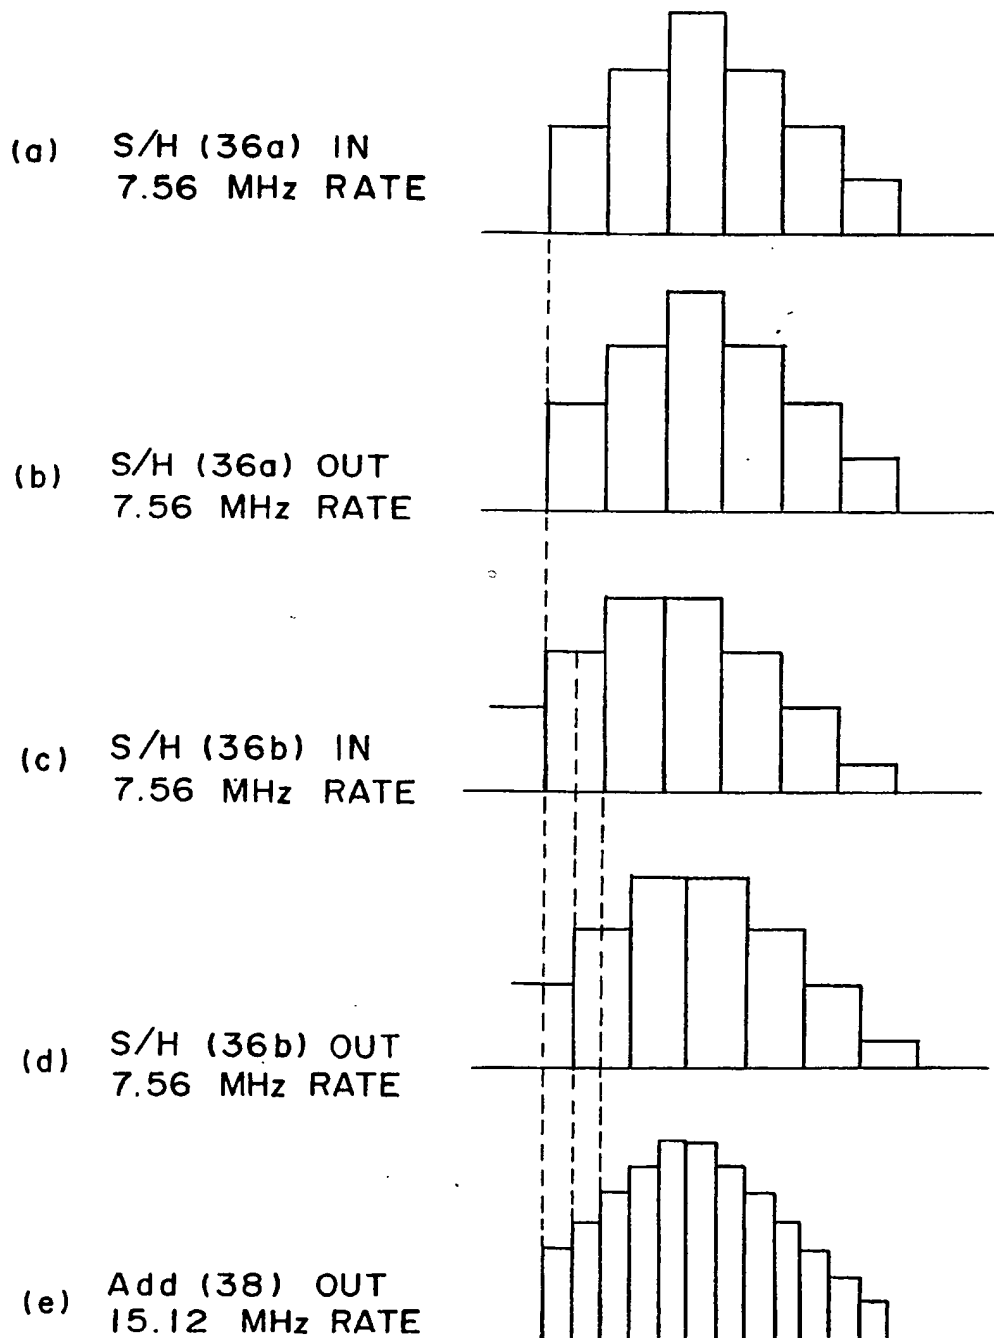 (a) S/H (36a) IN
7.56 MHz RATE
(b) S/H (36a) OUT
7.56 MHz RATE
(c) S/H (36b) IN
7.56 MHz RATE
(d) S/H (36b) OUT
7.56 MHz RATE
(e) Add (38) OUT
15.12 MHz RATE